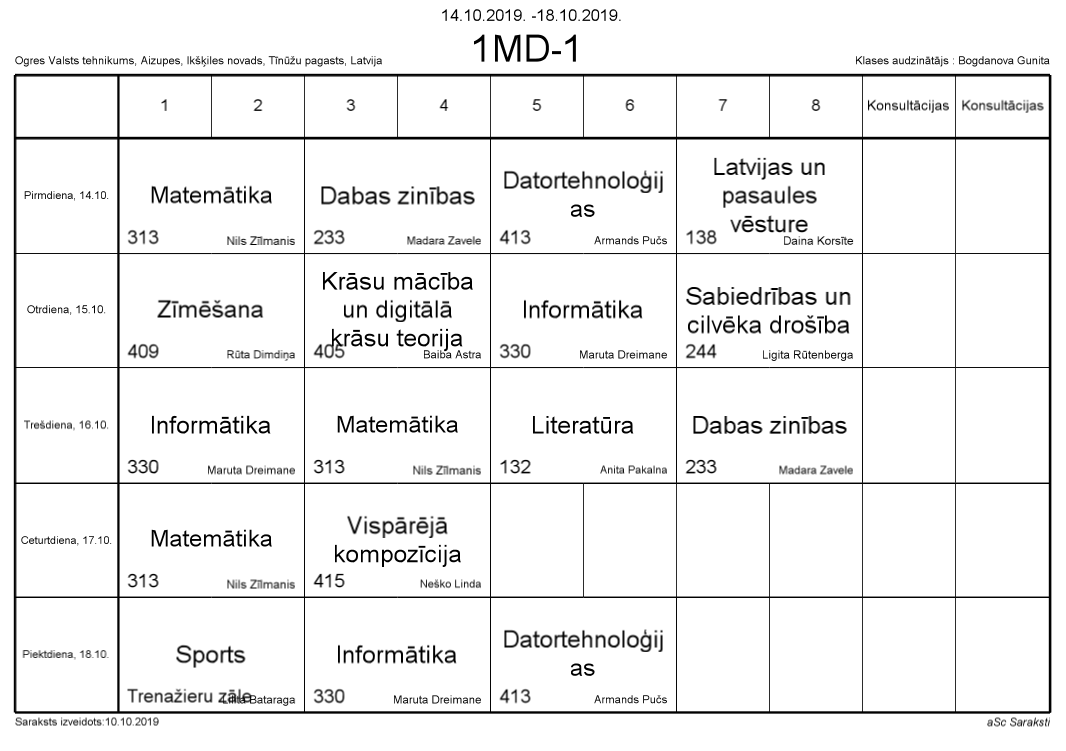 14.10.2019. -18.10.2019.
1MD-1
Ogres Valsts tehnikums, Aizupes, Ikšķiles novads, Tīnūžu pagasts, Latvija
Klases audzinātājs : Bogdanova Gunita
1 2 3 4 5 6 7 8 Konsultācijas Konsultācijas
Pirmdiena, 14.10.
Matemātika
313 Nils Zīlmanis
Dabas zinības
233 Madara Zavele
Datortehnoloģij
as
413 Armands Pučs
Latvijas un
pasaules
vēsture
138 Daina Korsīte
Otrdiena, 15.10.
Zīmēšana
409 Rūta Dimdiņa
Krāsu mācība
un digitālā
krāsu teorija
405 Baiba Astra
Informātika
330 Maruta Dreimane
Sabiedrības un
cilvēka drošība
244 Ligita Rūtenberga
Trešdiena, 16.10.
Informātika
330 Maruta Dreimane
Matemātika
313 Nils Zīlmanis
Literatūra
132 Anita Pakalna
Dabas zinības
233 Madara Zavele
Ceturtdiena, 17.10.
Matemātika
313 Nils Zīlmanis
Vispārējā
kompozīcija
415 Neško Linda
Piektdiena, 18.10.
Sports
Trenažieru zāle Lilita Bataraga
Informātika
330 Maruta Dreimane
Datortehnoloģij
as
413 Armands Pučs
Saraksts izveidots:10.10.2019
aSc Saraksti